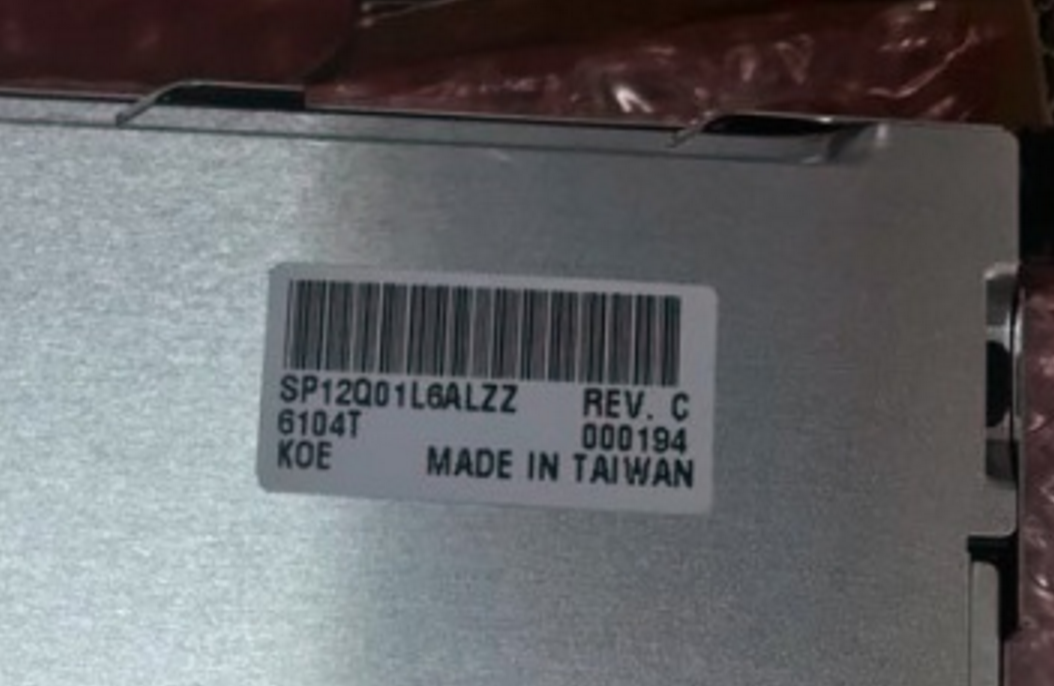 SP12Q01L6ALZZ REV. C
6104T 000194
KOE MADE IN TAIWAN